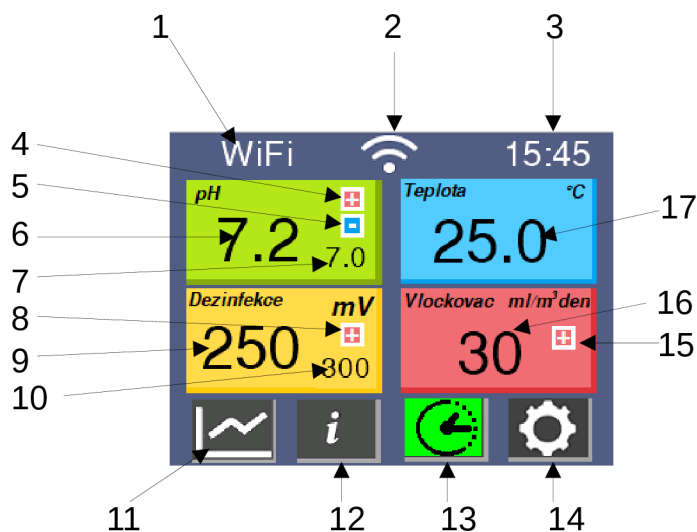 1 2 3
WiFi 15:45
4
5
6
7
8
9
10
pH
7.2
7.0
Teplota °C
25.0
17
Dezinfekce mV
250
300
Vlockovac ml/m³den
30
16
15
i
11 12 13 14